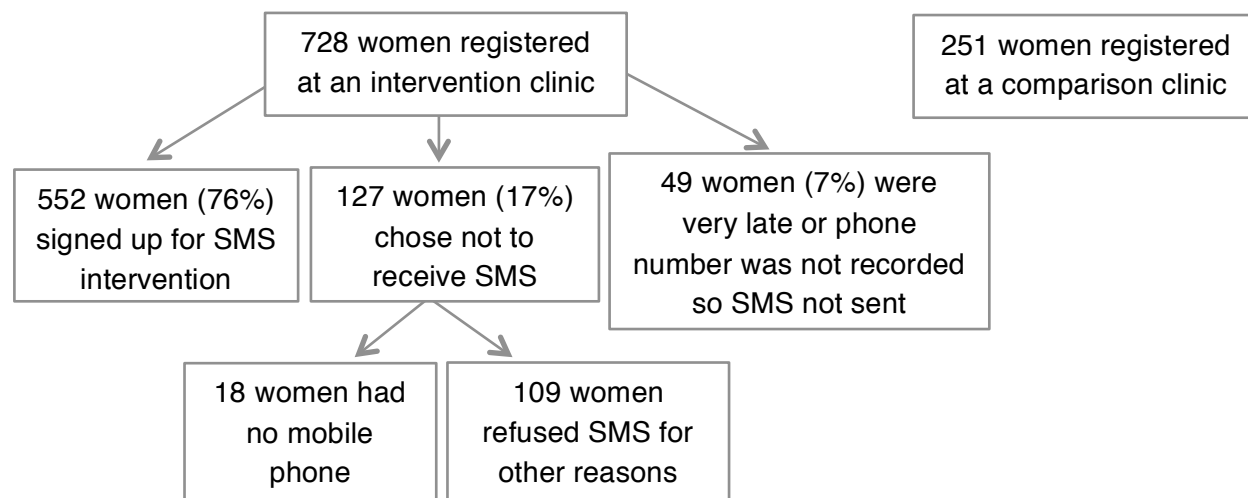 728 women registered
at an intervention clinic
251 women registered
at a comparison clinic
552 women (76%)
signed up for SMS
intervention
127 women (17%)
chose not to
receive SMS
49 women (7%) were
very late or phone
number was not recorded
so SMS not sent
18 women had
no mobile
phone
109 women
refused SMS for
other reasons